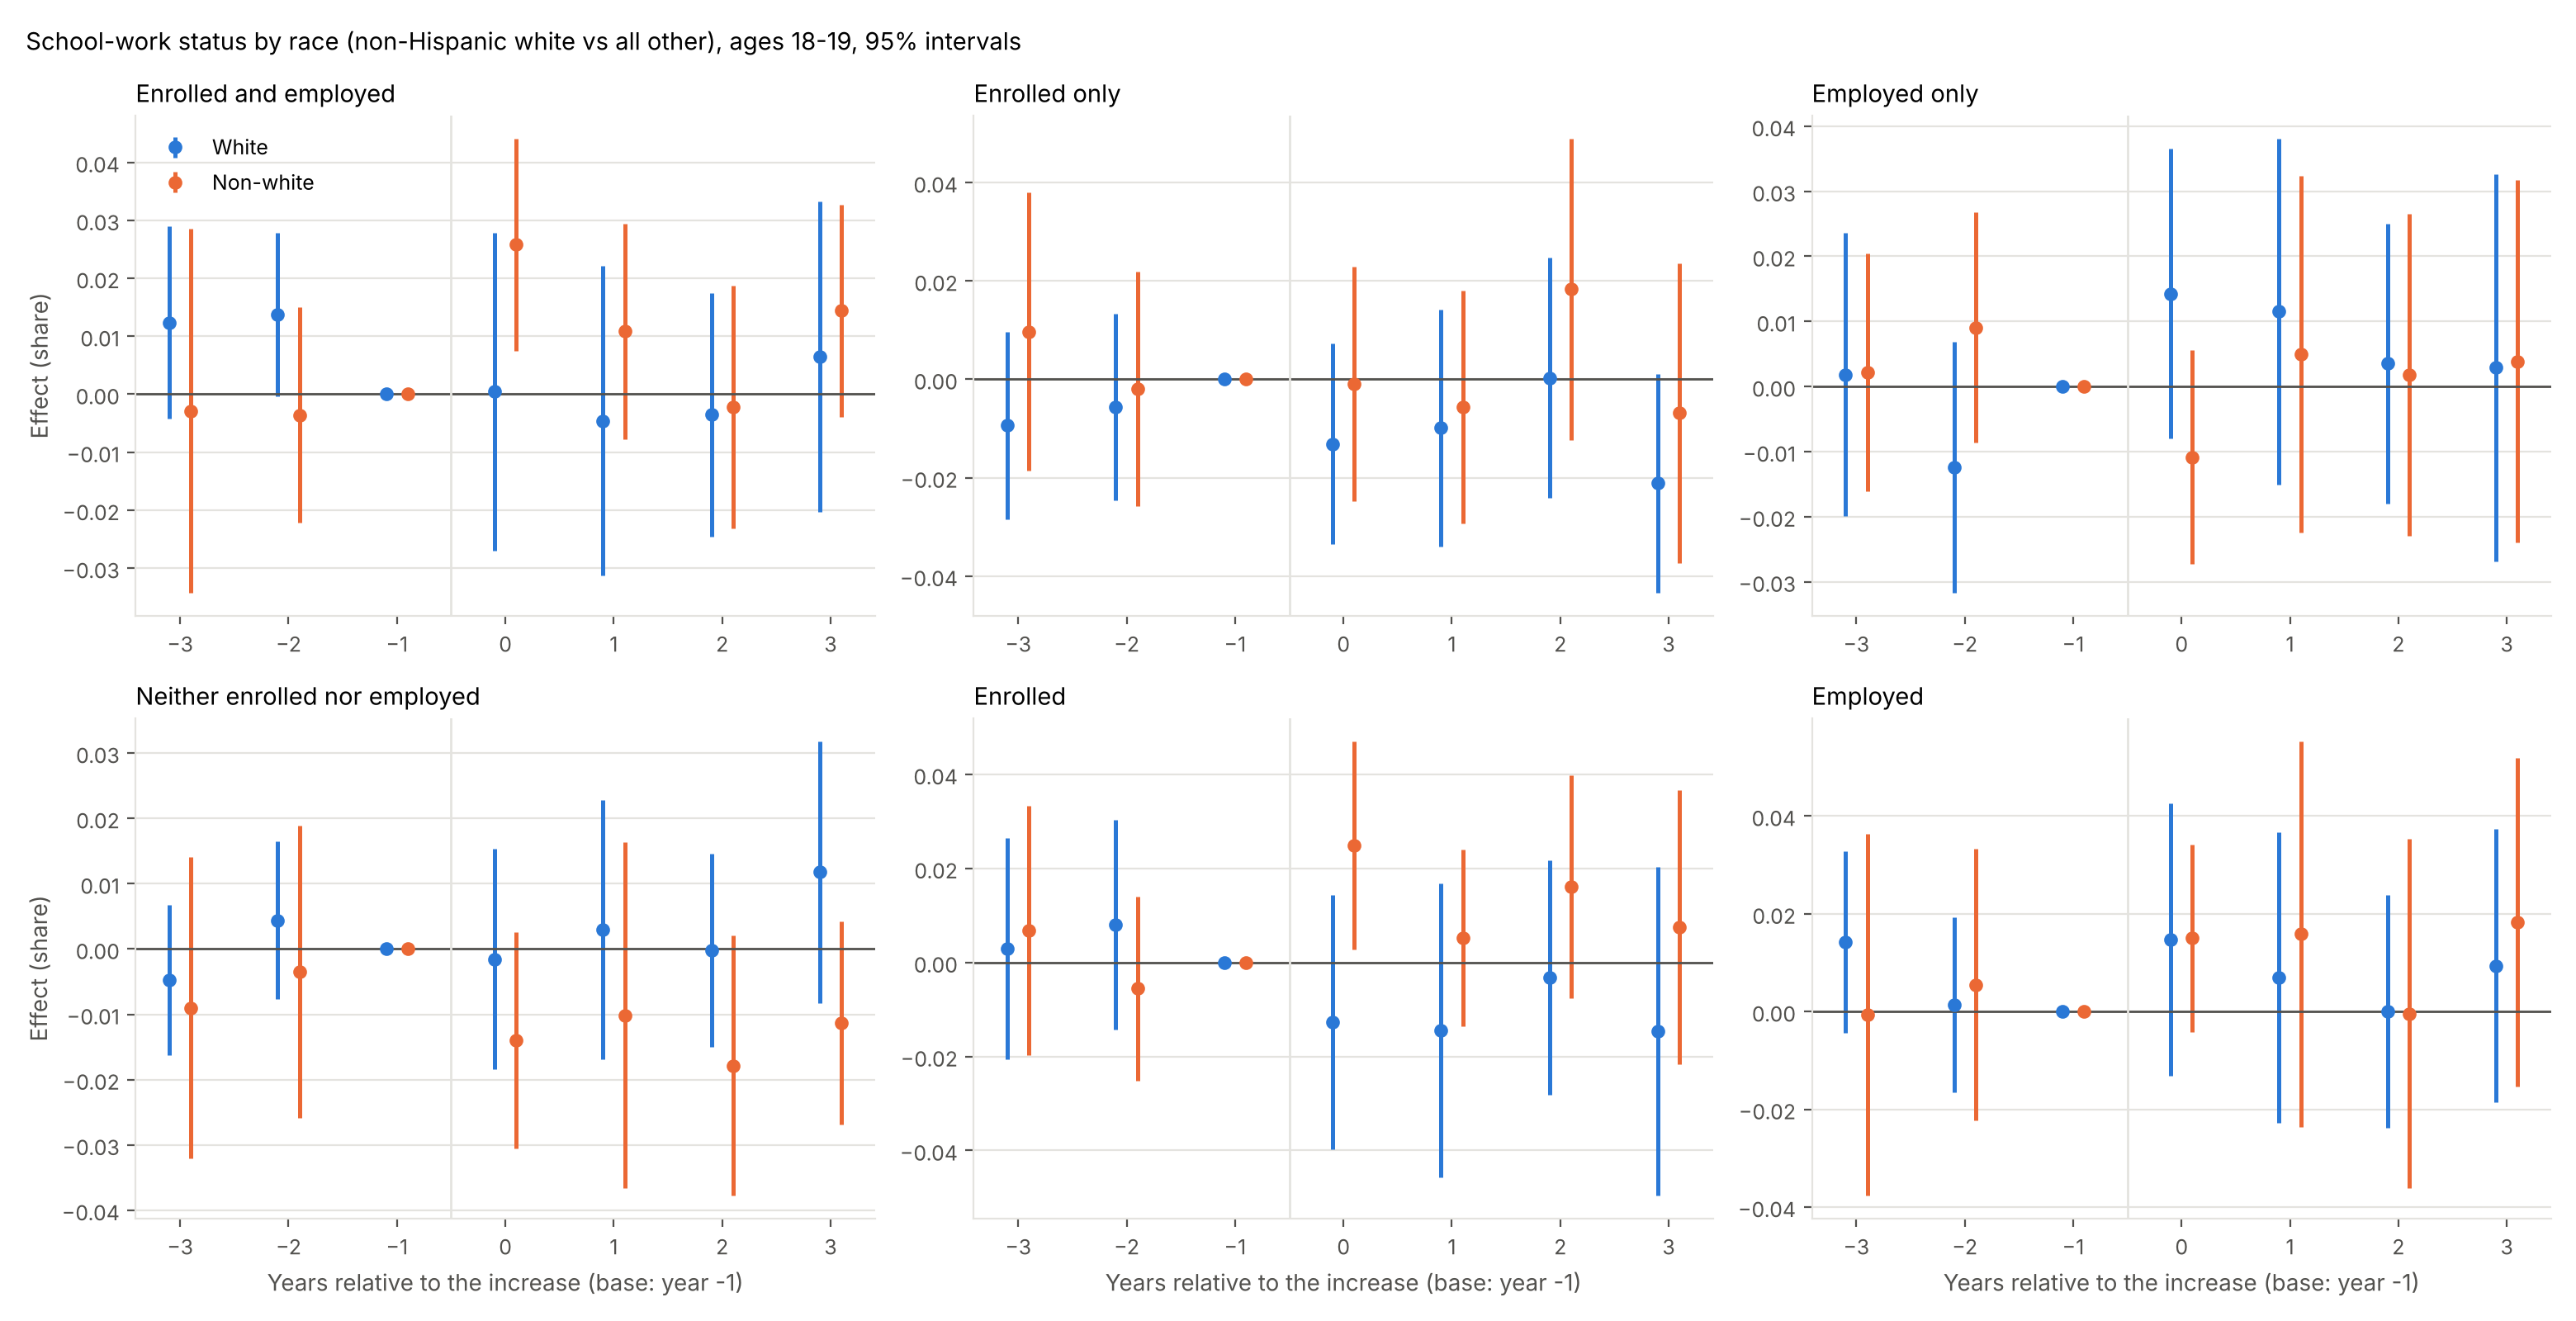 School-work status by race (non-Hispanic white vs all other), ages 18-19, 95% intervals
Enrolled and employed
White
Non-white
Effect (share)
0.04
0.03
0.02
0.01
0.00
−0.01
−0.02
−0.03
−3 −2 −1 0 1 2 3
Enrolled only
0.04
0.02
0.00
−0.02
−0.04
−3 −2 −1 0 1 2 3
Employed only
0.04
0.03
0.02
0.01
0.00
−0.01
−0.02
−0.03
−3 −2 −1 0 1 2 3
Neither enrolled nor employed
Effect (share)
0.03
0.02
0.01
0.00
−0.01
−0.02
−0.03
−0.04
−3 −2 −1 0 1 2 3
Years relative to the increase (base: year -1)
Enrolled
0.04
0.02
0.00
−0.02
−0.04
−3 −2 −1 0 1 2 3
Years relative to the increase (base: year -1)
Employed
0.04
0.02
0.00
−0.02
−0.04
−3 −2 −1 0 1 2 3
Years relative to the increase (base: year -1)